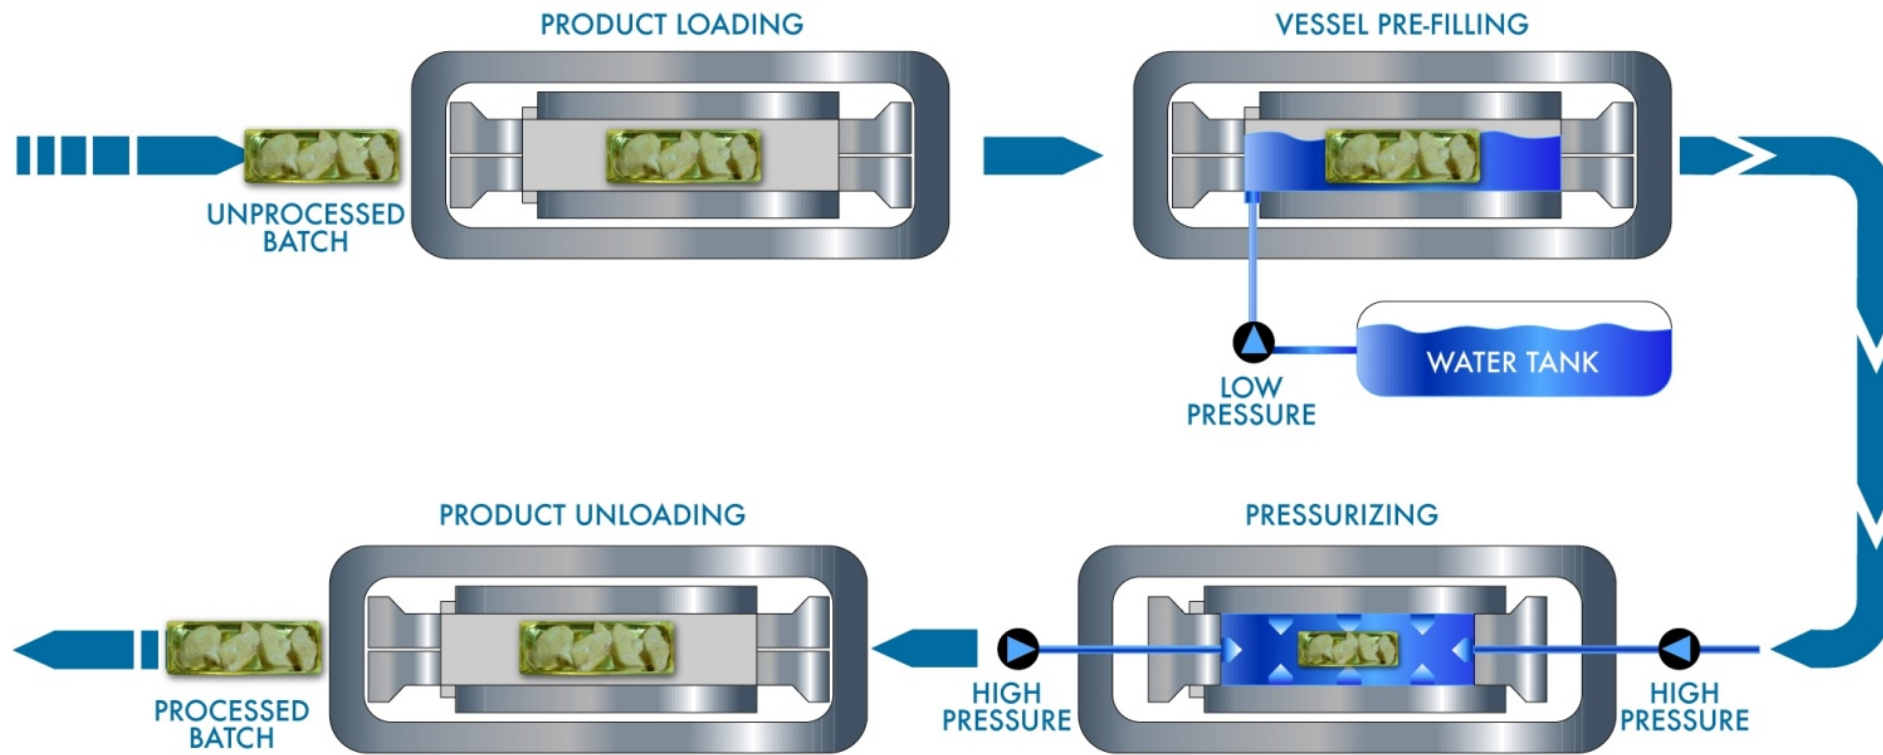 PRODUCT LOADING
VESSEL PRE-FILLING
UNPROCESSED
BATCH
WATER TANK
LOW
PRESSURE
PRODUCT UNLOADING
PRESSURIZING
PROCESSED
BATCH
HIGH
PRESSURE
HIGH
PRESSURE